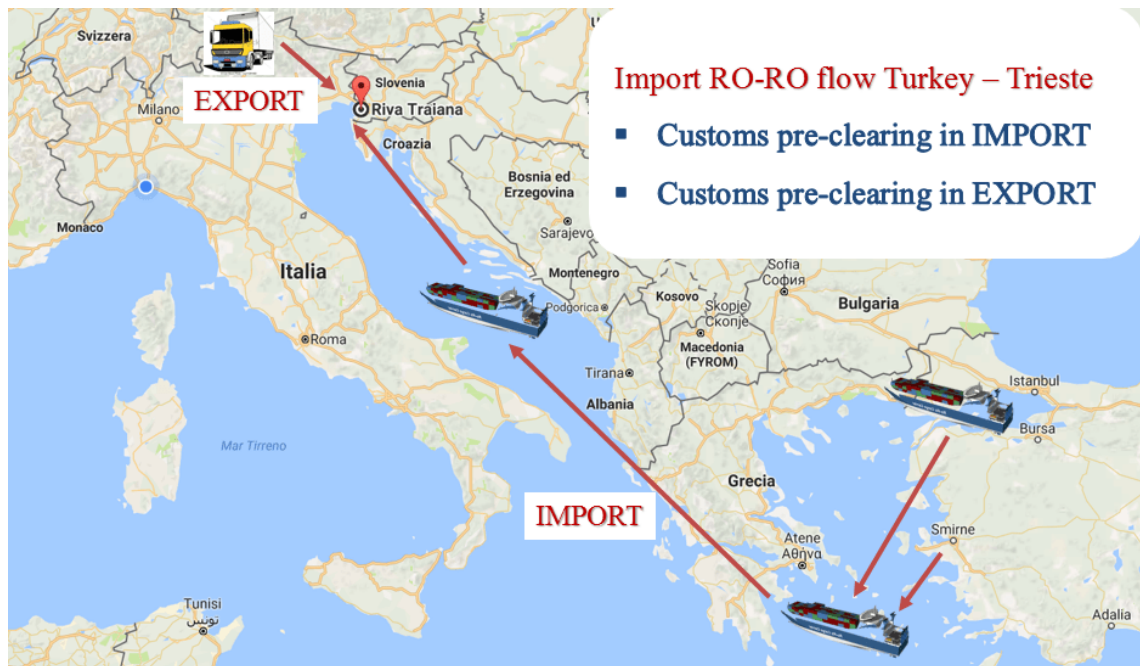 Svizzera
EXPORT
Slovenia
Riva Traiana
Milano
Croazia
Import RO-RO flow Turkey – Trieste
▪ Customs pre-clearing in IMPORT
▪ Customs pre-clearing in EXPORT
Bosnia ed
Erzegovina
Monaco
Sarajevo
Italia
Montenegro
Podgorica
Kosovo
Skopje
Скопје
Sofia
София
Bulgaria
Roma
Macedonia
(FYROM)
Tirana
Albania
Istanbul
Bursa
Mar Tirreno
Grecia
IMPORT
Atene
Αθήνα
Smirne
Tunisi
تونس
Adalia